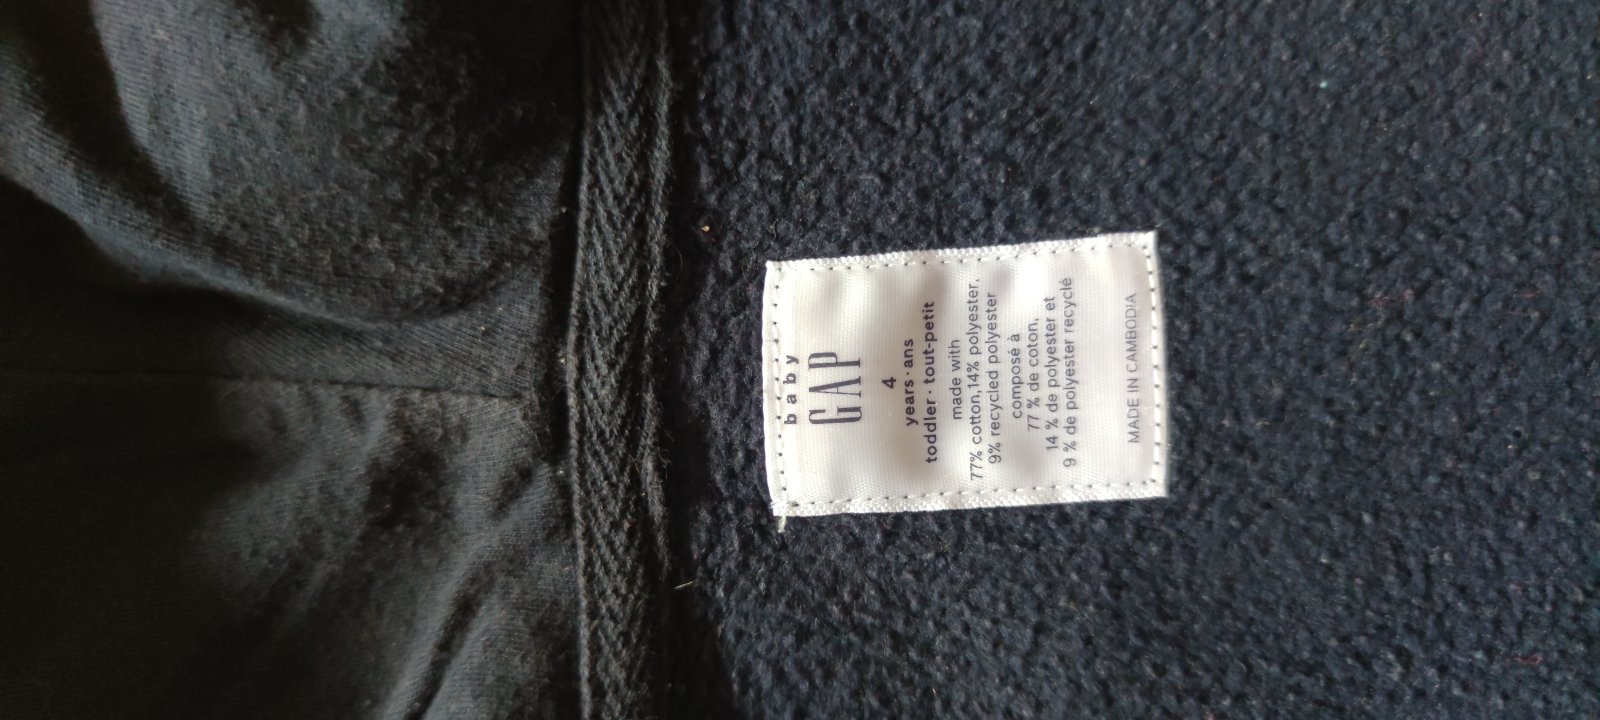 baby
GAP
4
years · ans
toddler · tout-petit
made with
77% cotton,14% polyester,
9% recycled polyester
composé à
77 % de coton,
14 % de polyester et
9 % de polyester recyclé
MADE IN CAMBODIA